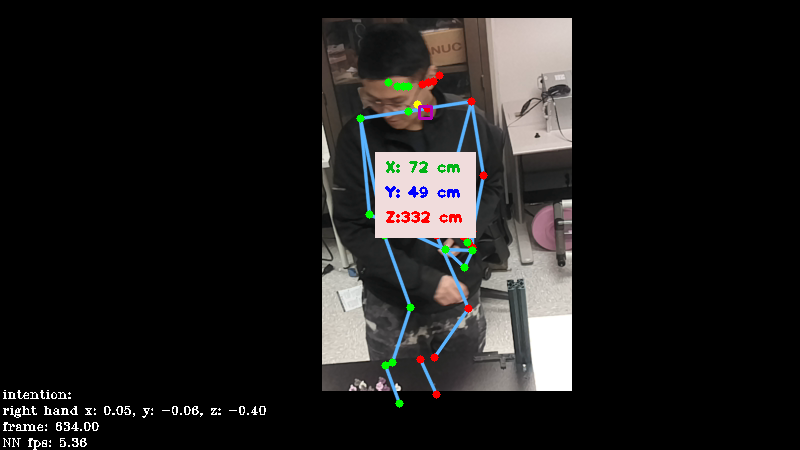 NUC
X: 72 cm
Y: 49 cm
Z:332 cm
intention:
right hand x: 0.05, y: -0.06, z: -0.40
frame: 634.00
NN fps: 5.36